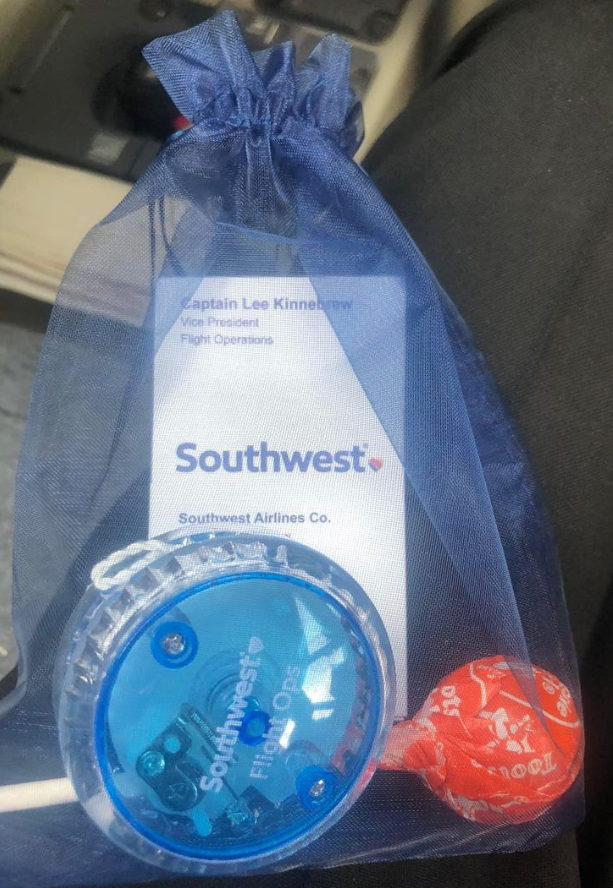 Captain Lee Kinnebrew
Vice President
Flight Operations
Southwest
Southwest Airlines Co.
Southwest
Flight Ops